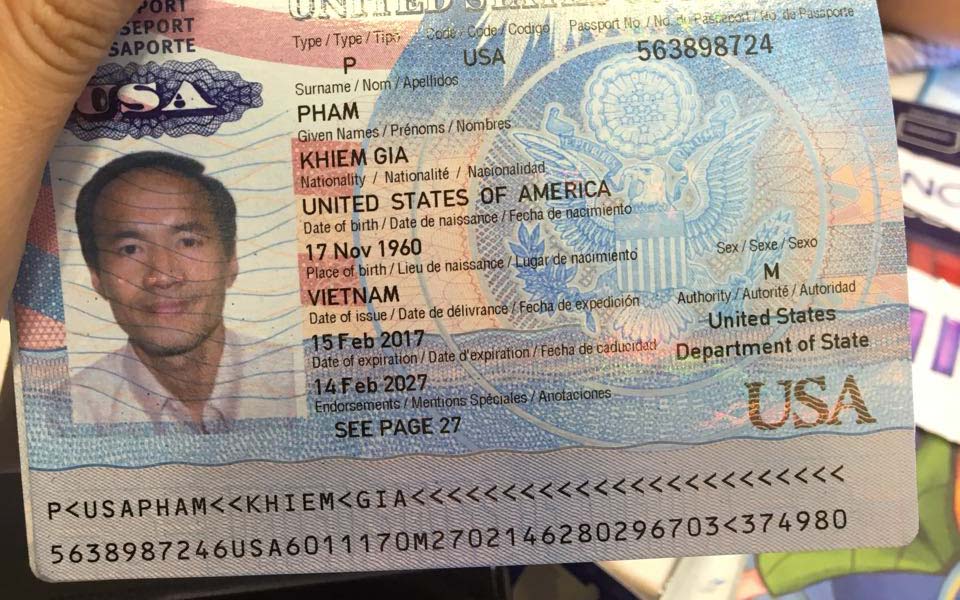 PORT
SEPORT
SAPORTE
USA
UNITED STATES
Type / Type / Tipo Code / Code / Codigo Passport No. / No. du Passeport / No. de Pasaporte
P USA 563898724
Surname / Nom / Apellidos
PHAM
Given Names / Prénoms / Nombres
KHIEM GIA
Nationality / Nationalité / Nacionalidad
UNITED STATES OF AMERICA
Date of birth / Date de naissance / Fecha de nacimiento
17 Nov 1960
Place of birth / Lieu de naissance / Lugar de nacimiento
VIETNAM
Sex / Sexe / Sexo
M
Date of issue / Date de délivrance / Fecha de expedición
15 Feb 2017
Authority / Autorité / Autoridad
United States
Department of State
Date of expiration / Date d'expiration / Fecha de caducidad
14 Feb 2027
Endorsements / Mentions Spéciales / Anotaciones
SEE PAGE 27
USA
P<USAPHAM<<KHIEM<GIA<<<<<<<<<<<<<<<<<<<<<<<<
5638987246USA6011170M2702146280296703<374980